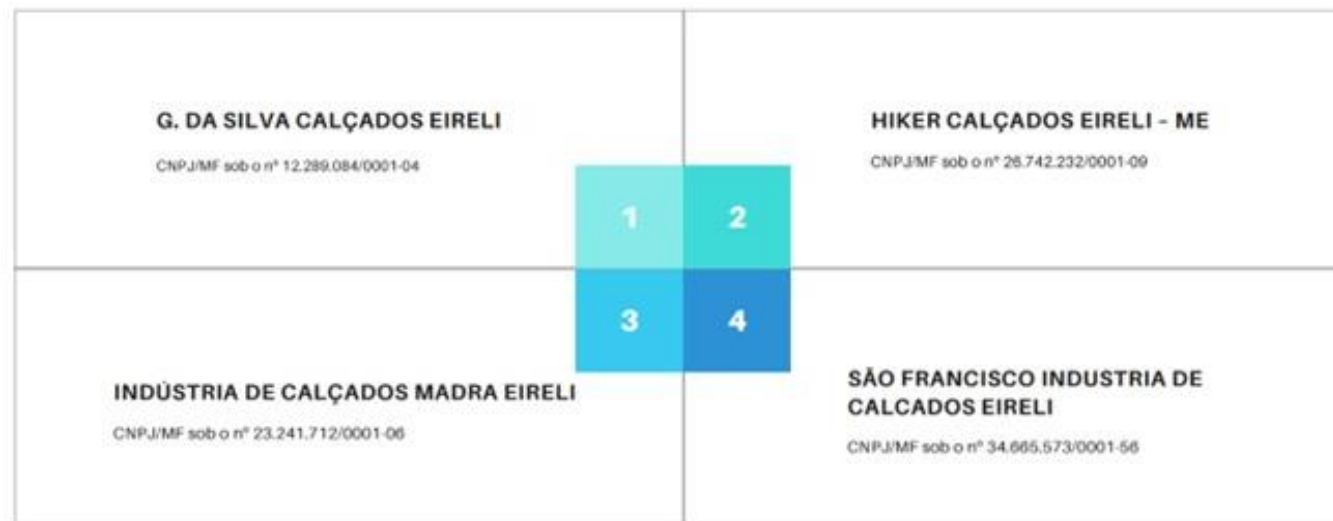 G. DA SILVA CALÇADOS EIRELI
CNPJ/MF sob o nº 12.289.084/0001-04
HIKER CALÇADOS EIRELI – ME
CNPJ/MF sob o nº 26.742.232/0001-09
1
2
3
4
INDÚSTRIA DE CALÇADOS MADRA EIRELI
CNPJ/MF sob o nº 23.241.712/0001-06
SÃO FRANCISCO INDUSTRIA DE
CALCADOS EIRELI
CNPJ/MF sob o nº 34.665.573/0001-56